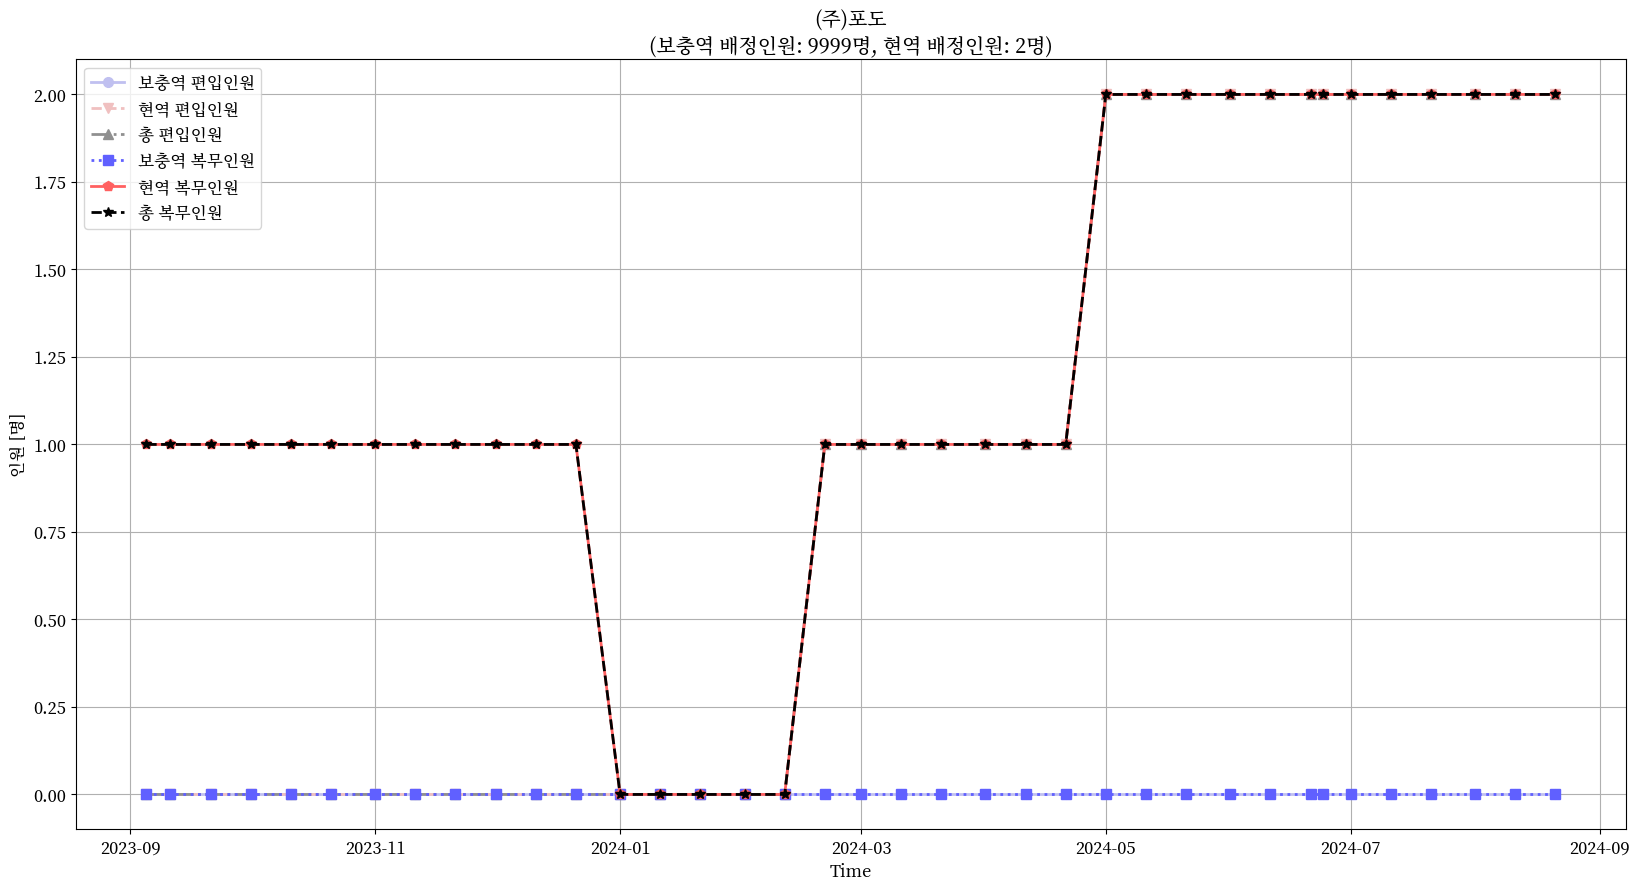 (주)포도
(보충역 배정인원: 9999명, 현역 배정인원: 2명)
보충역 편입인원
현역 편입인원
총 편입인원
보충역 복무인원
현역 복무인원
총 복무인원
인원 [명]
2.00
1.75
1.50
1.25
1.00
0.75
0.50
0.25
0.00
2023-09
2023-11
2024-01
2024-03
2024-05
2024-07
2024-09
Time